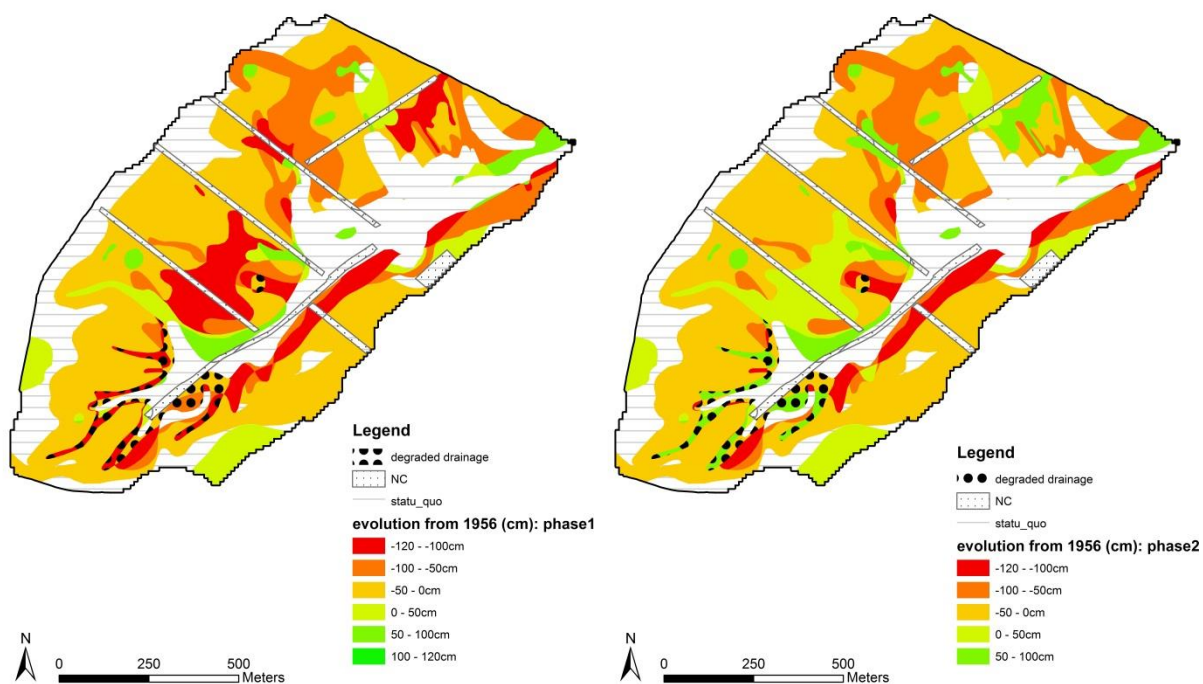 Legend
degraded drainage
NC
statu_quo
evolution from 1956 (cm): phase1
-120 - -100cm
-100 - -50cm
-50 - 0cm
0 - 50cm
50 - 100cm
100 - 120cm
N
0 250 500
Meters
Legend
degraded drainage
NC
statu_quo
evolution from 1956 (cm): phase2
-120 - -100cm
-100 - -50cm
-50 - 0cm
0 - 50cm
50 - 100cm
N
0 250 500
Meters